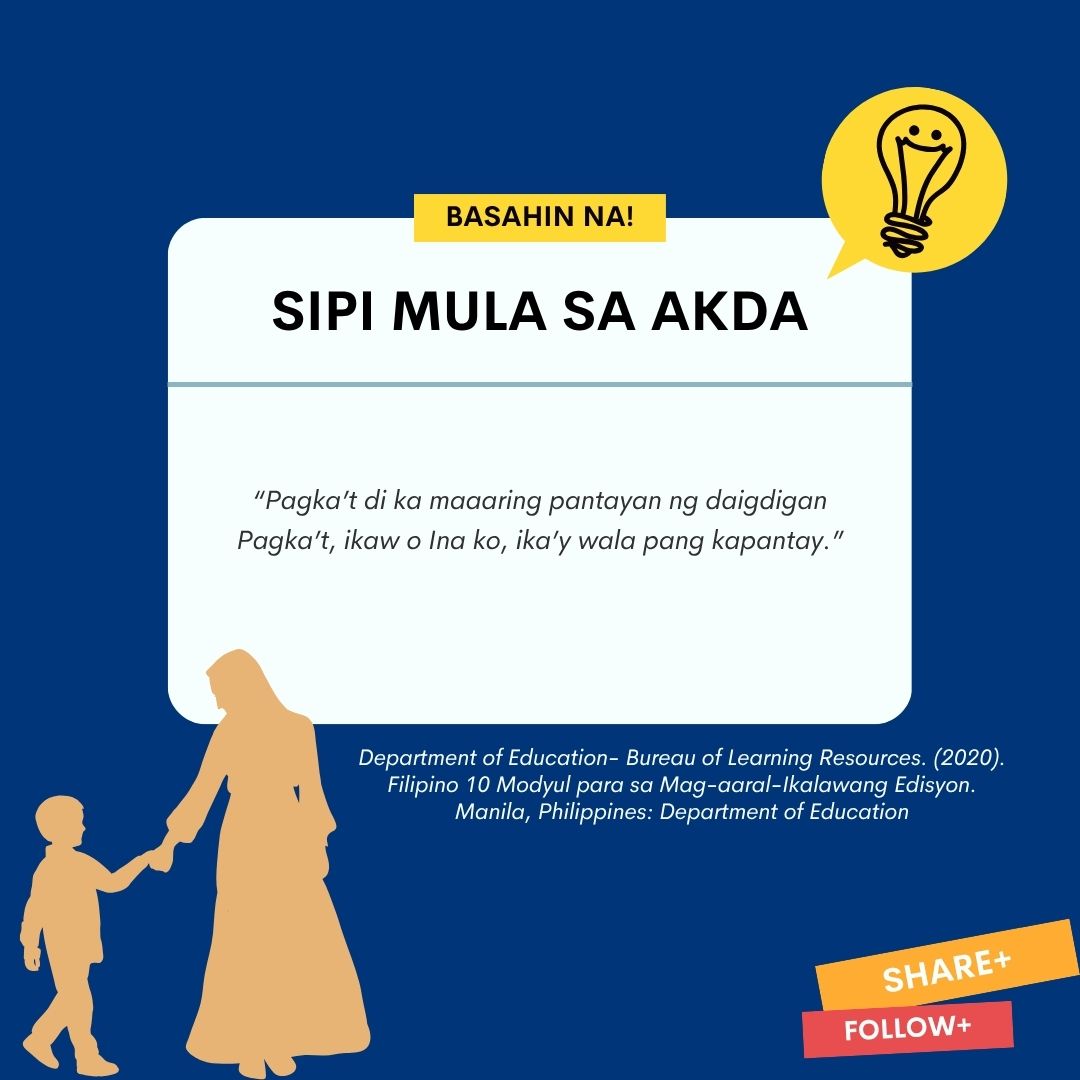 BASAHIN NA!
SIPI MULA SA AKDA
“Pagka’t di ka maaaring pantayan ng daigdigan
Pagka’t, ikaw o Ina ko, ika’y wala pang kapantay.”
Department of Education- Bureau of Learning Resources. (2020).
Filipino 10 Modyul para sa Mag-aaral-Ikalawang Edisyon.
Manila, Philippines: Department of Education
SHARE+
FOLLOW+